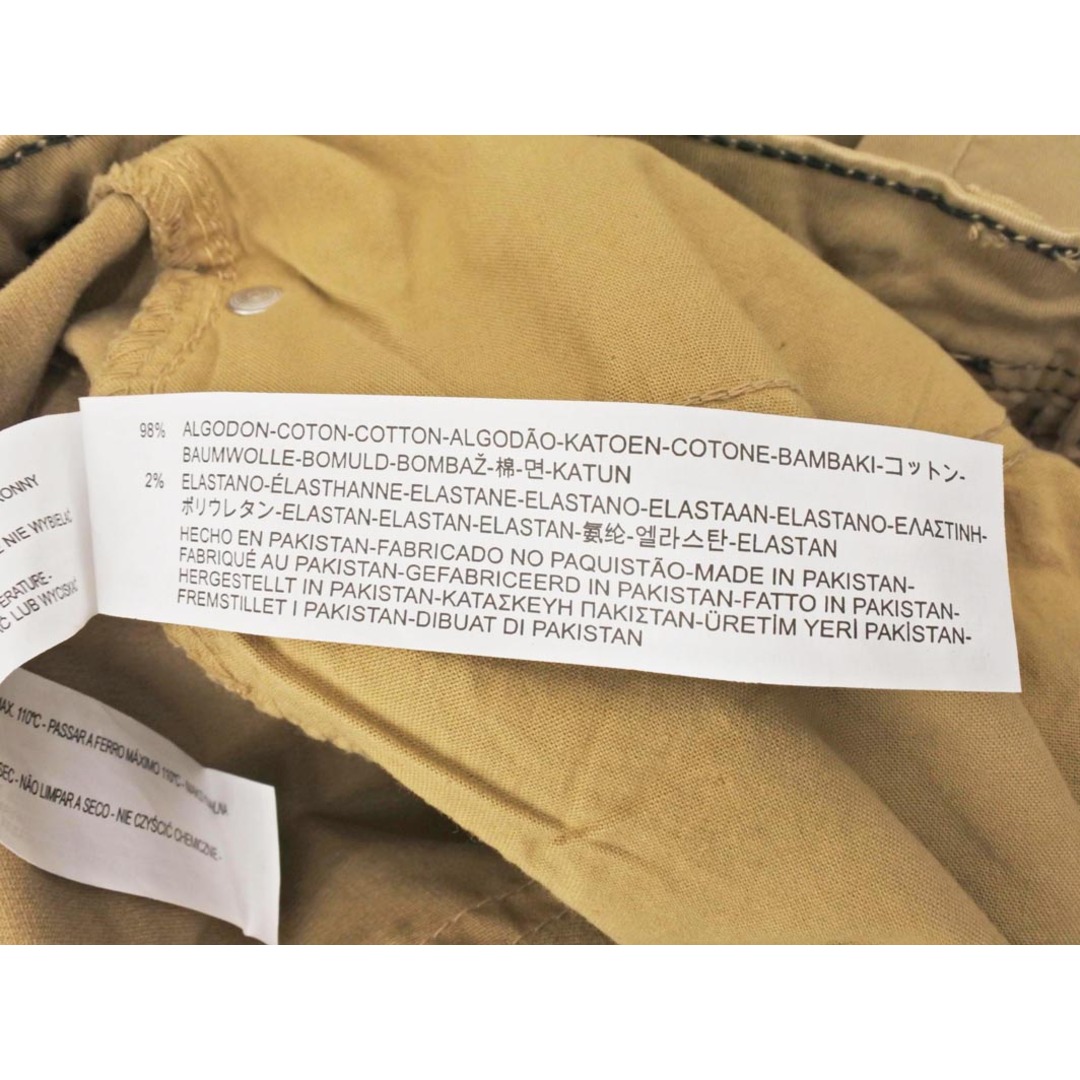 98% ALGODON-COTON-COTTON-ALGODÃO-KATOEN-COTONE-BAMBAKI-コットン-
BAUMWOLLE-BOMULD-BOMBAŽ-棉-면-KATUN
2% ELASTANO-ÉLASTHANNE-ELASTANE-ELASTANO-ELASTAAN-ELASTANO-ΕΛΑΣΤΙΝΗ-
ポリウレタン-ELASTAN-ELASTAN-ELASTAN-氨纶-엘라스탄-ELASTAN
HECHO EN PAKISTAN-FABRICADO NO PAQUISTÃO-MADE IN PAKISTAN-
FABRIQUÉ AU PAKISTAN-GEFABRICEERD IN PAKISTAN-FATTO IN PAKISTAN-
HERGESTELLT IN PAKISTAN-ΚΑΤΑΣΚΕΥΗ ΠΑΚΙΣΤΑΝ-ÜRETİM YERİ PAKİSTAN-
FREMSTILLET I PAKISTAN-DIBUAT DI PAKISTAN
ONNY
NIE WYBIELAĆ
ERATURE-
LUB WYCISKAĆ
MAX. 110°C - PASSAR A FERRO MÁXIMO 110°C -
SEC - NÃO LIMPAR A SECO - NIE CZYŚCIĆ CHEMICZNIE -